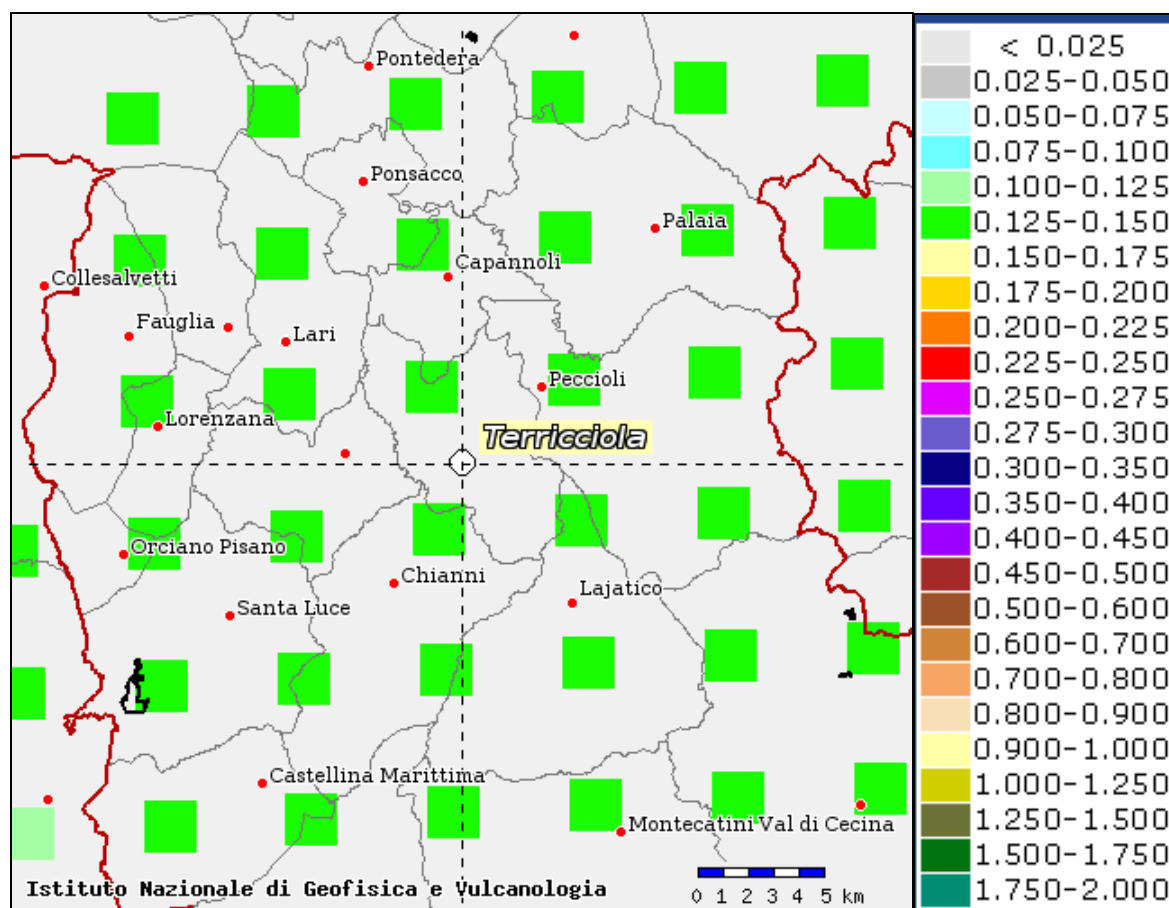 Pontedera
Ponsacco
Palaia
Capannoli
Collesalvetti
Fauglia
Lari
Peccioli
Lorenzana
Terricciola
Orciano Pisano
Chianni
Lajatico
Santa Luce
Castellina Marittima
Montecatini Val di Cecina
Istituto Nazionale di Geofisica e Vulcanologia
0 1 2 3 4 5 km
< 0.025
0.025-0.050
0.050-0.075
0.075-0.100
0.100-0.125
0.125-0.150
0.150-0.175
0.175-0.200
0.200-0.225
0.225-0.250
0.250-0.275
0.275-0.300
0.300-0.350
0.350-0.400
0.400-0.450
0.450-0.500
0.500-0.600
0.600-0.700
0.700-0.800
0.800-0.900
0.900-1.000
1.000-1.250
1.250-1.500
1.500-1.750
1.750-2.000